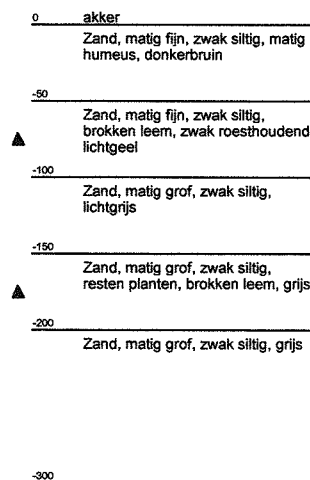 0 akker
Zand, matig fijn, zwak siltig, matig
humeus, donkerbruin
-50
Zand, matig fijn, zwak siltig,
brokken leem, zwak roesthoudend
lichtgeel
-100
Zand, matig grof, zwak siltig,
lichtgrijs
-150
Zand, matig grof, zwak siltig,
resten planten, brokken leem, grijs
-200
Zand, matig grof, zwak siltig, grijs
-300